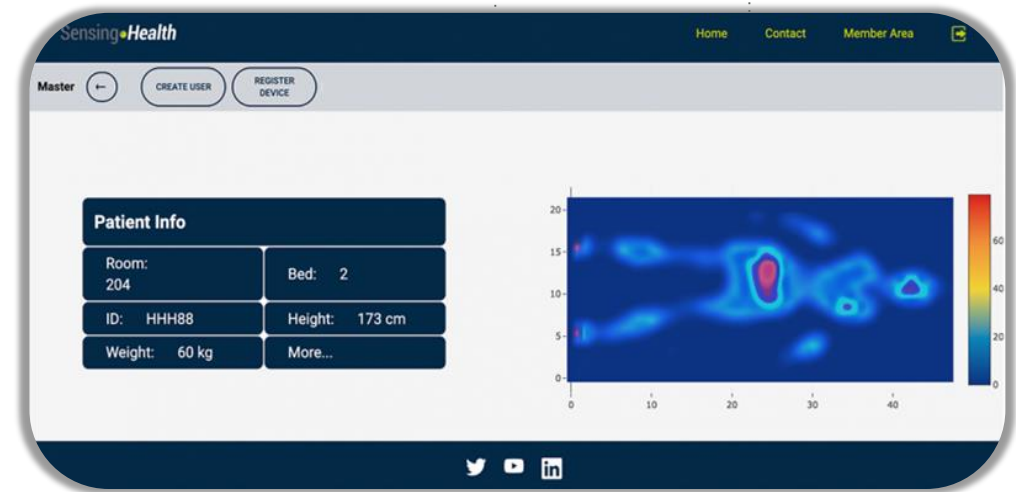 Sensing Health
Home Contact Member Area
Master ← CREATE USER REGISTER
DEVICE
Patient Info
Room:
204
Bed: 2
ID: HHH88
Height: 173 cm
Weight: 60 kg
More...
20
15
10
5
0
0 10 20 30 40
60
40
20
0
in